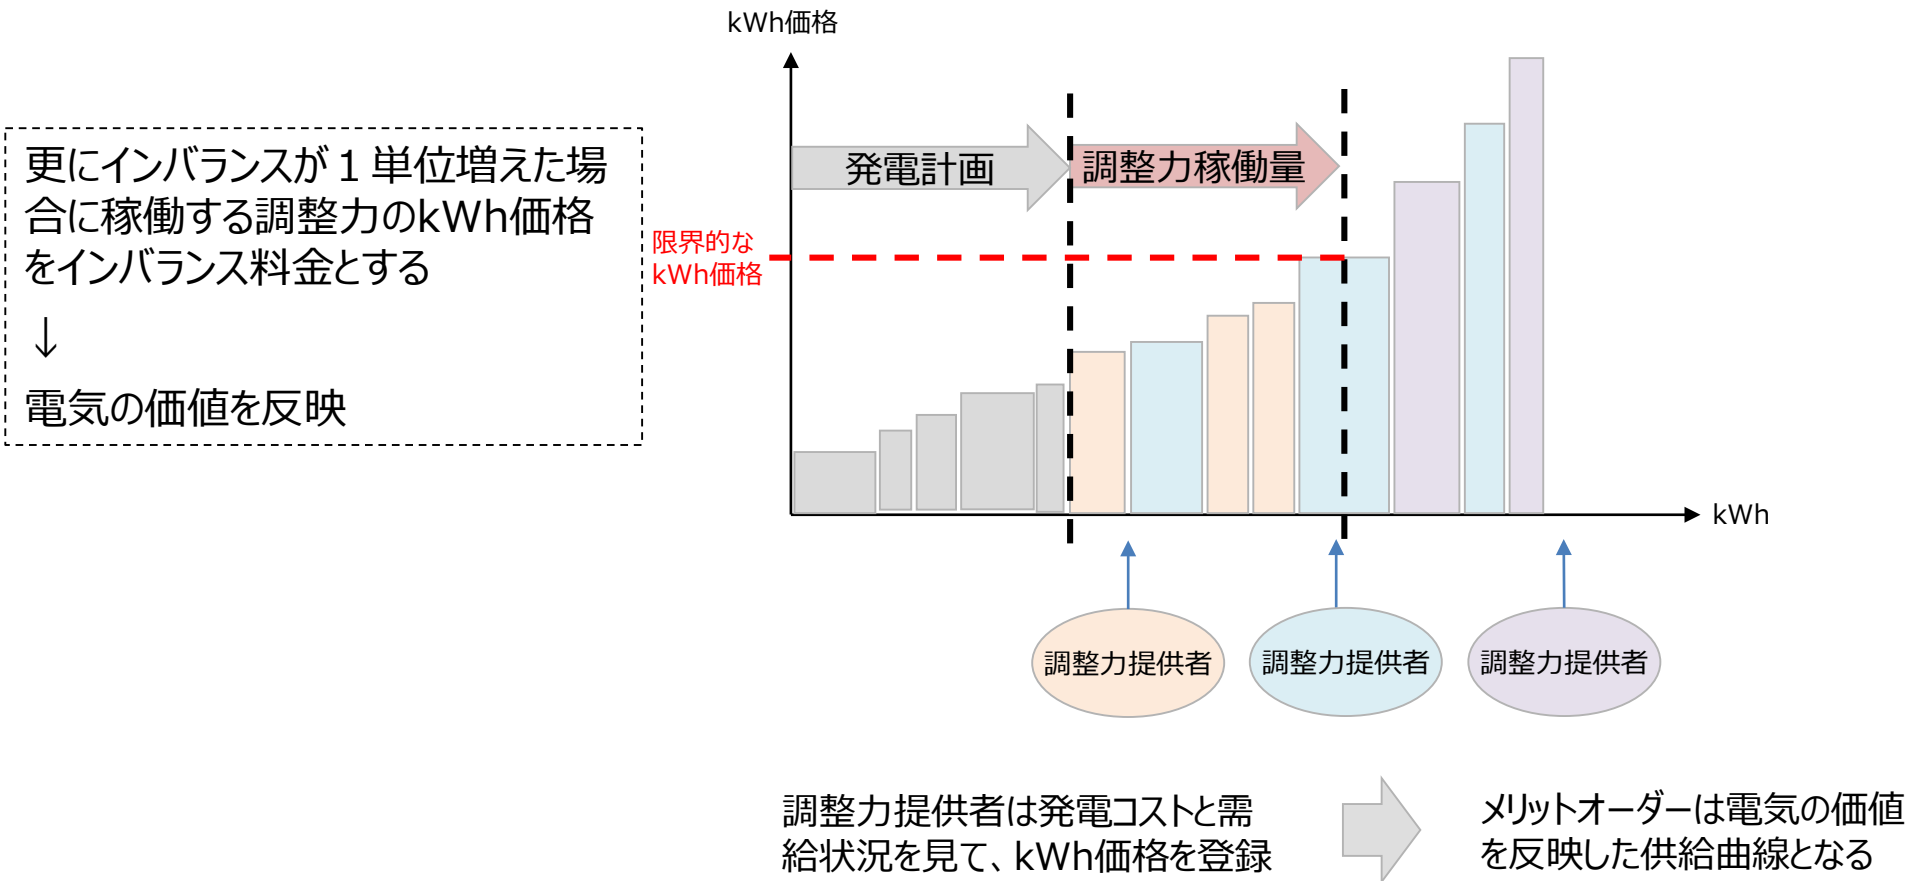 kWh価格
更にインバランスが１単位増えた場
合に稼働する調整力のkWh価格
をインバランス料金とする
↓
電気の価値を反映
発電計画
調整力稼働量
限界的な
kWh価格
kWh
調整力提供者
調整力提供者
調整力提供者
調整力提供者は発電コストと需
給状況を見て、kWh価格を登録
メリットオーダーは電気の価値
を反映した供給曲線となる